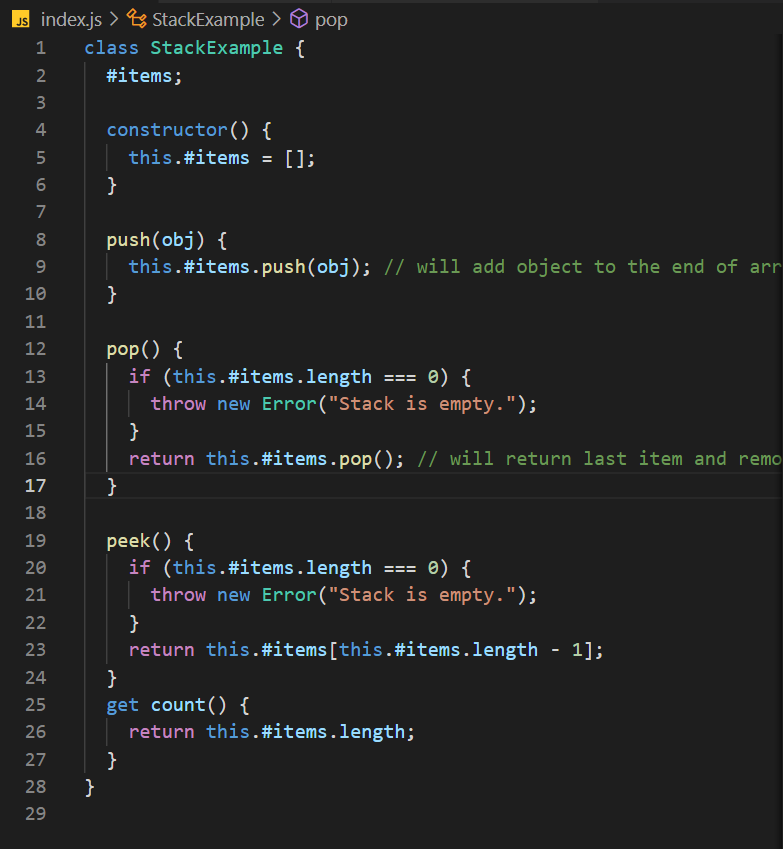 JS index.js > StackExample > pop
1 class StackExample {
2   #items;
3
4   constructor() {
5     this.#items = [];
6   }
7
8   push(obj) {
9     this.#items.push(obj); // will add object to the end of arr
10   }
11
12   pop() {
13     if (this.#items.length === 0) {
14       throw new Error("Stack is empty.");
15     }
16     return this.#items.pop(); // will return last item and remo
17   }
18
19   peek() {
20     if (this.#items.length === 0) {
21       throw new Error("Stack is empty.");
22     }
23     return this.#items[this.#items.length - 1];
24   }
25   get count() {
26     return this.#items.length;
27   }
28 }
29